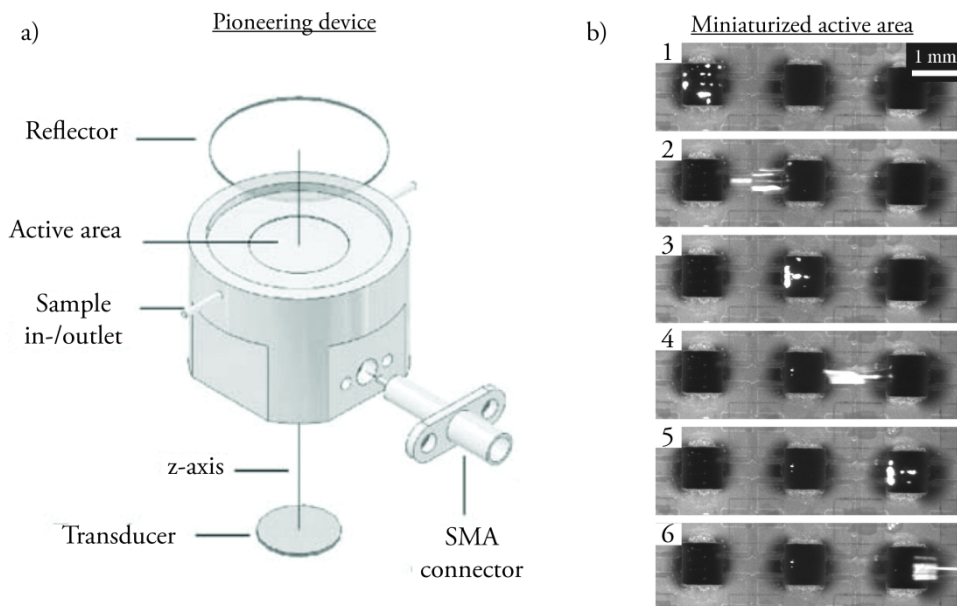 a)
Pioneering device
Reflector
Active area
Sample
in-/outlet
z-axis
Transducer
SMA
connector
b)
Miniaturized active area
1
1 mm
2
3
4
5
6